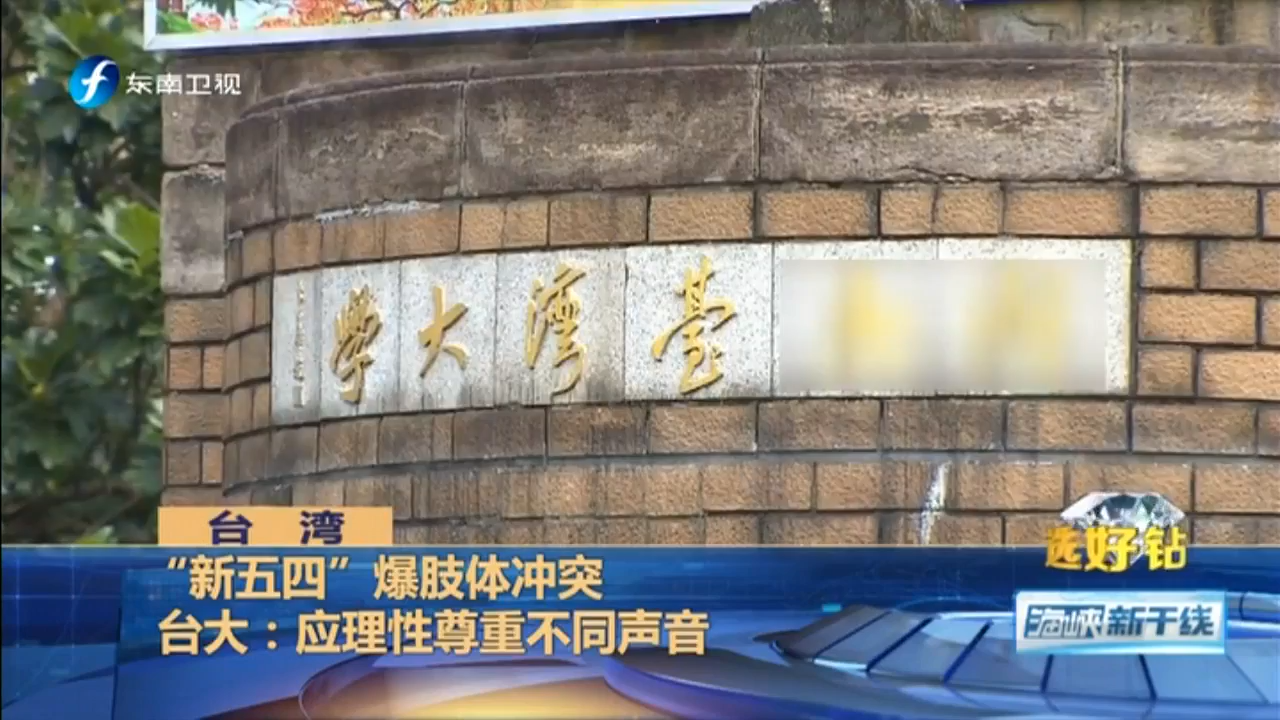 东南卫视
臺灣大學
台湾
“新五四”爆肢体冲突
台大：应理性尊重不同声音
选好钻
海峡新干线